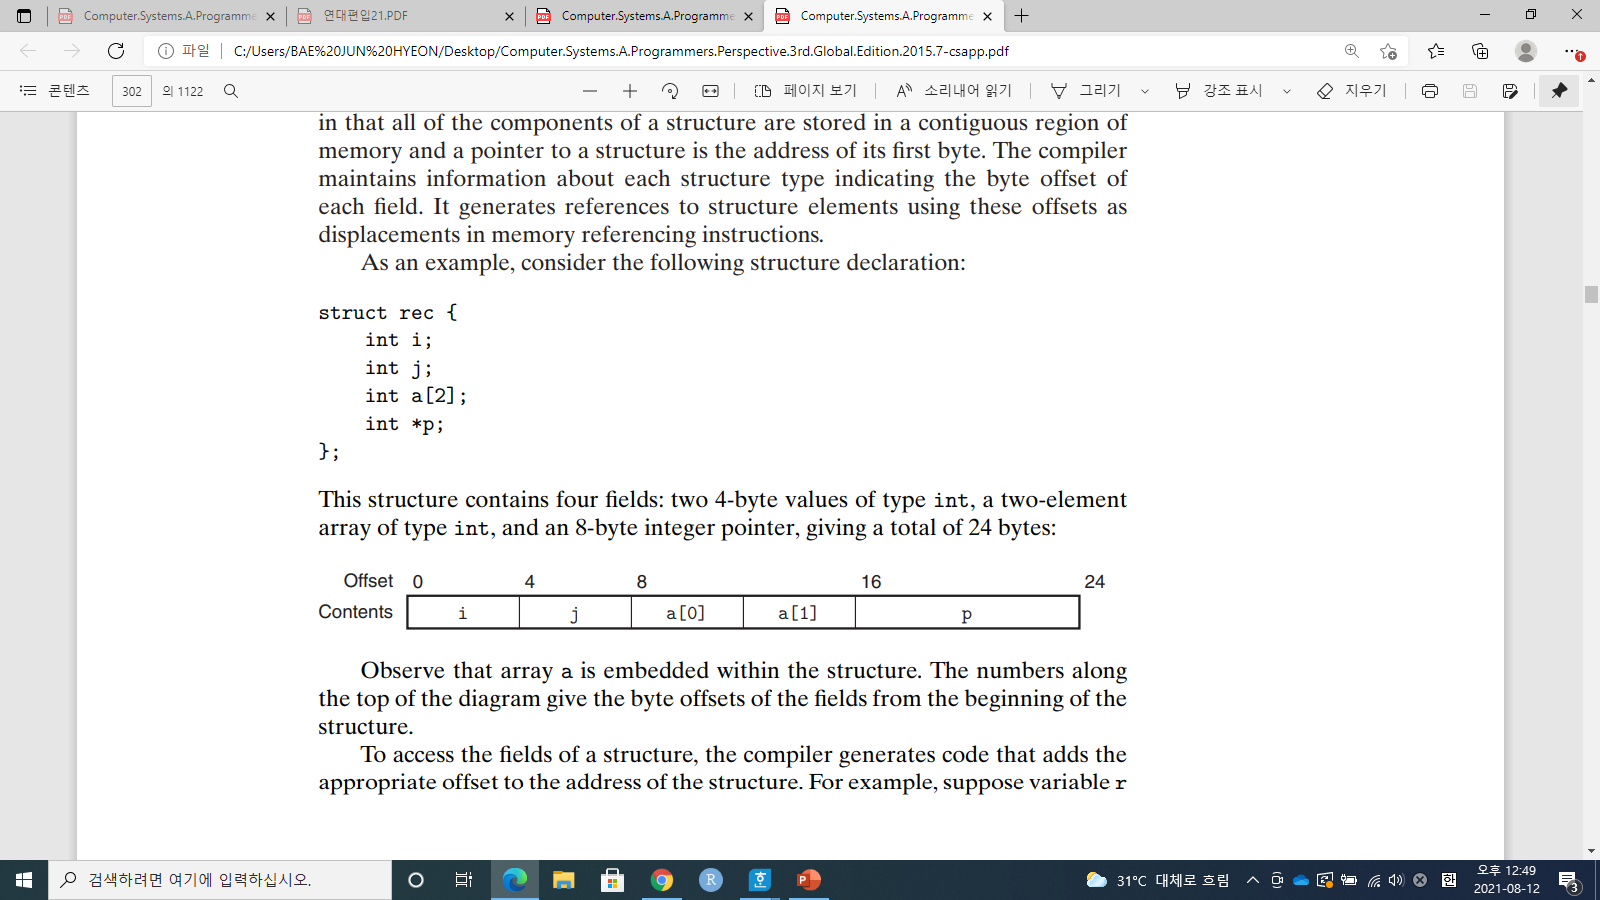 Computer.Systems.A.Programme
연대편입21.PDF
Computer.Systems.A.Programme
Computer.Systems.A.Programme
파일
C:/Users/BAE%20JUN%20HYEON/Desktop/Computer.Systems.A.Programmers.Perspective.3rd.Global.Edition.2015.7-csapp.pdf
콘텐츠 302 의 1122 페이지 보기 소리내어 읽기 그리기 강조 표시 지우기
in that all of the components of a structure are stored in a contiguous region of
memory and a pointer to a structure is the address of its first byte. The compiler
maintains information about each structure type indicating the byte offset of
each field. It generates references to structure elements using these offsets as
displacements in memory referencing instructions.
As an example, consider the following structure declaration:
struct rec {
int i;
int j;
int a[2];
int *p;
};
This structure contains four fields: two 4-byte values of type int, a two-element
array of type int, and an 8-byte integer pointer, giving a total of 24 bytes:
Offset 0 4 8 16 24
Contents i j a[0] a[1] p
Observe that array a is embedded within the structure. The numbers along
the top of the diagram give the byte offsets of the fields from the beginning of the
structure.
To access the fields of a structure, the compiler generates code that adds the
appropriate offset to the address of the structure. For example, suppose variable r
검색하려면 여기에 입력하십시오.
31°C 대체로 흐림
한
오후 12:49
2021-08-12
3